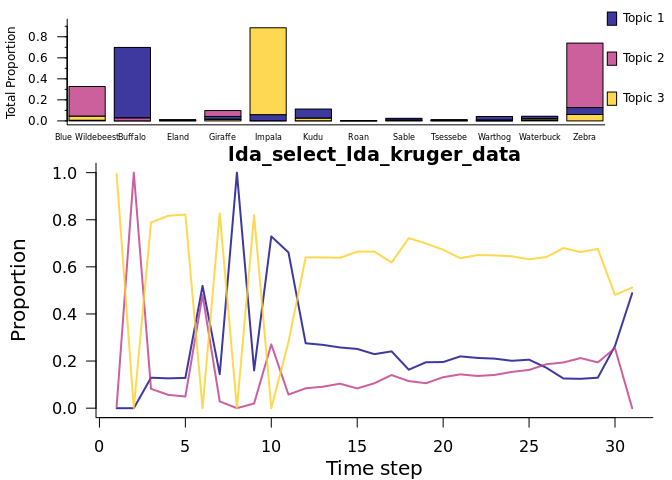 Total Proportion
0.8
0.6
0.4
0.2
0.0
Blue Wildebeest Buffalo Eland Giraffe Impala Kudu Roan Sable Tsessebe Warthog Waterbuck Zebra
Topic 1
Topic 2
Topic 3
lda_select_lda_kruger_data
Proportion
1.0
0.8
0.6
0.4
0.2
0.0
0 5 10 15 20 25 30
Time step